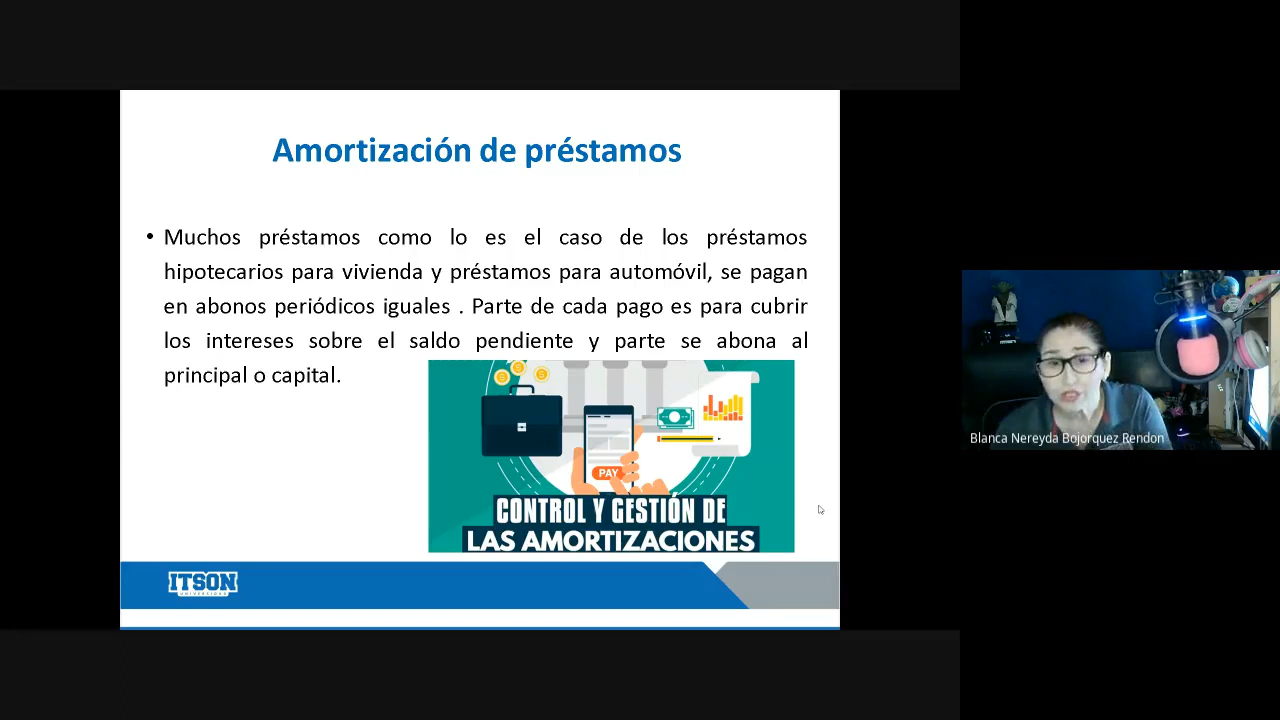 Amortización de préstamos
• Muchos préstamos como lo es el caso de los préstamos
hipotecarios para vivienda y préstamos para automóvil, se pagan
en abonos periódicos iguales . Parte de cada pago es para cubrir
los intereses sobre el saldo pendiente y parte se abona al
principal o capital.
PAY
CONTROL Y GESTIÓN DE
LAS AMORTIZACIONES
ITSON
UNIVERSIDAD
Blanca Nereyda Bojorquez Rendon